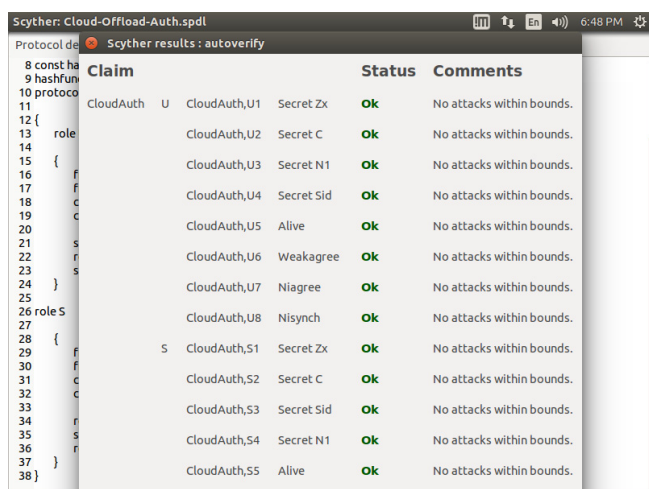 Scyther: Cloud-Offload-Auth.spdl En 6:48 PM
Protocol de
Scyther results : autoverify
8 const ha
9 hashfun
10 protoco
11
12 {
13 role
14
15 {
16 f
17 f
18 c
19 c
20
21 s
22 r
23 s
24 }
25
26 role S
27
28 {
29 f
30 f
31 c
32 c
33
34 r
35 s
36 r
37 }
38 }
Claim Status Comments
CloudAuth U CloudAuth,U1 Secret Zx Ok No attacks within bounds.
CloudAuth,U2 Secret C Ok No attacks within bounds.
CloudAuth,U3 Secret N1 Ok No attacks within bounds.
CloudAuth,U4 Secret Sid Ok No attacks within bounds.
CloudAuth,U5 Alive Ok No attacks within bounds.
CloudAuth,U6 Weakagree Ok No attacks within bounds.
CloudAuth,U7 Niagree Ok No attacks within bounds.
CloudAuth,U8 Nisynch Ok No attacks within bounds.
S CloudAuth,S1 Secret Zx Ok No attacks within bounds.
CloudAuth,S2 Secret C Ok No attacks within bounds.
CloudAuth,S3 Secret Sid Ok No attacks within bounds.
CloudAuth,S4 Secret N1 Ok No attacks within bounds.
CloudAuth,S5 Alive Ok No attacks within bounds.